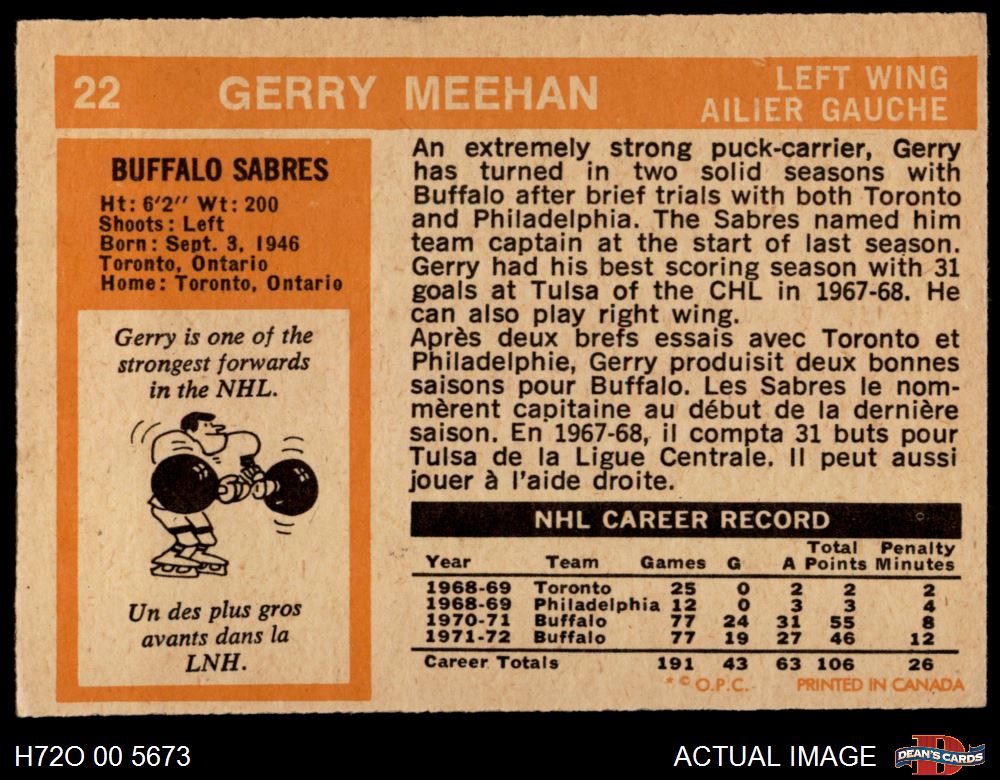 22 GERRY MEEHAN
LEFT WING
AILIER GAUCHE
BUFFALO SABRES
Ht: 6'2" Wt: 200
Shoots: Left
Born: Sept. 3, 1946
Toronto, Ontario
Home: Toronto, Ontario
Gerry is one of the
strongest forwards
in the NHL.
Un des plus gros
avants dans la
LNH.
An extremely strong puck-carrier, Gerry
has turned in two solid seasons with
Buffalo after brief trials with both Toronto
and Philadelphia. The Sabres named him
team captain at the start of last season.
Gerry had his best scoring season with 31
goals at Tulsa of the CHL in 1967-68. He
can also play right wing.
Après deux brefs essais avec Toronto et
Philadelphie, Gerry produisit deux bonnes
saisons pour Buffalo. Les Sabres le nom-
mèrent capitaine au début de la dernière
saison. En 1967-68, il compta 31 buts pour
Tulsa de la Ligue Centrale. Il peut aussi
jouer à l'aide droite.
NHL CAREER RECORD
Total Penalty
Year Team Games G A Points Minutes
1968-69 Toronto 25 0 2 2 2
1968-69 Philadelphia 12 0 3 3 4
1970-71 Buffalo 77 24 31 55 8
1971-72 Buffalo 77 19 27 46 12
Career Totals 191 43 63 106 26
* © O.P.C. PRINTED IN CANADA
H72O 00 5673
ACTUAL IMAGE
D
DEAN'S CARDS